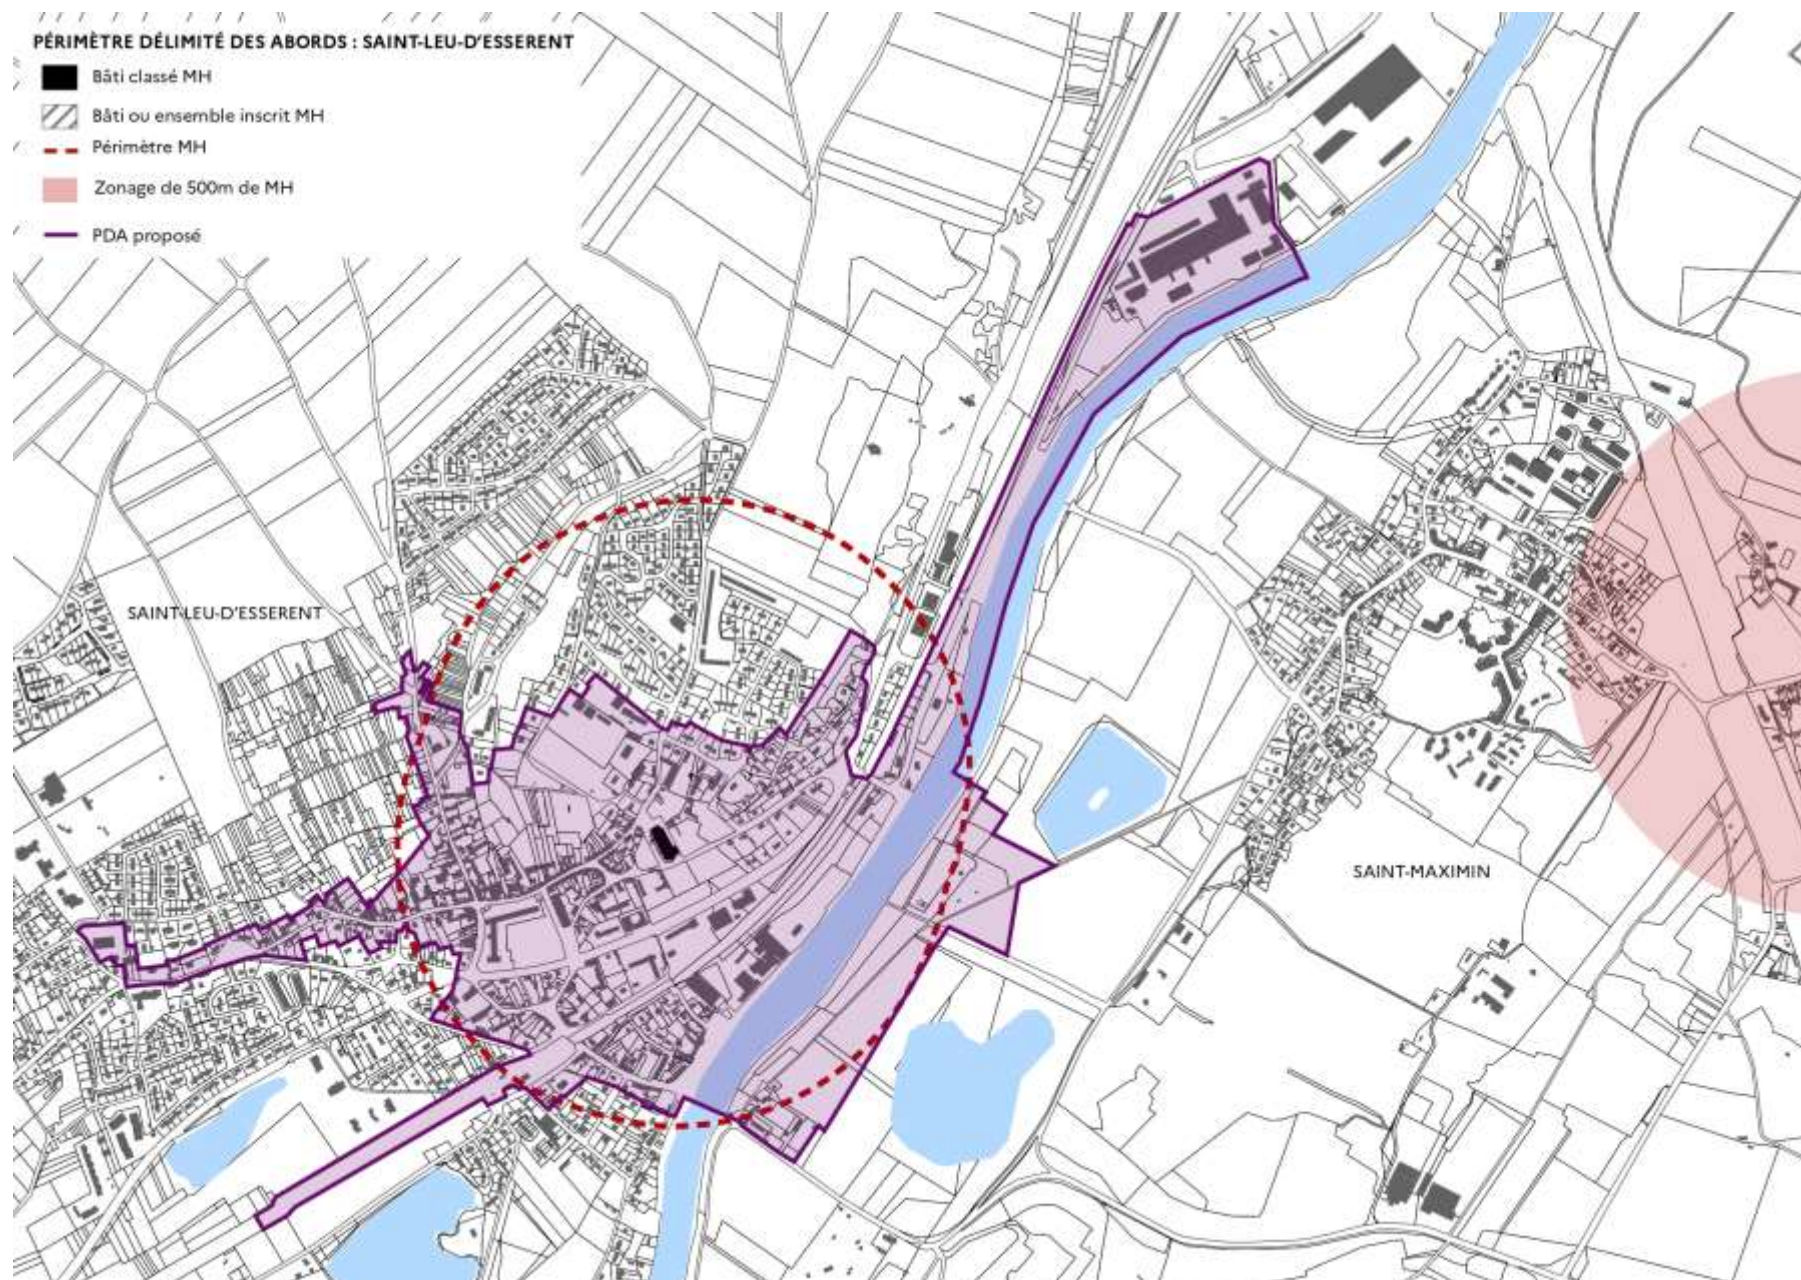 PÉRIMÈTRE DÉLIMITÉ DES ABORDS : SAINT-LEU-D'ESSERENT
Bâti classé MH
Bâti ou ensemble inscrit MH
Périmètre MH
Zonage de 500m de MH
PDA proposé
SAINT-LEU-D'ESSERENT
SAINT-MAXIMIN